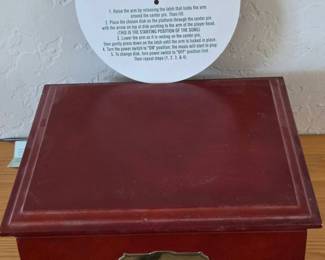 1. Raise the arm by releasing the latch that holds the arm
around the center pin. Then lift.
2. Place the chosen disk on the platform through the center pin
with the arrow on top of disk pointing to the arm of the player head.
(THIS IS THE STARTING POSITION OF THE SONG)
3. Lower the arm so it is resting on the center pin,
Then gently press down on the latch until the arm is locked in place.
4. Turn the power switch to "ON" position, the music will start to play.
5. To change disk, turn power switch to "OFF" position first.
Then repeat steps (1, 2, 3, & 4).